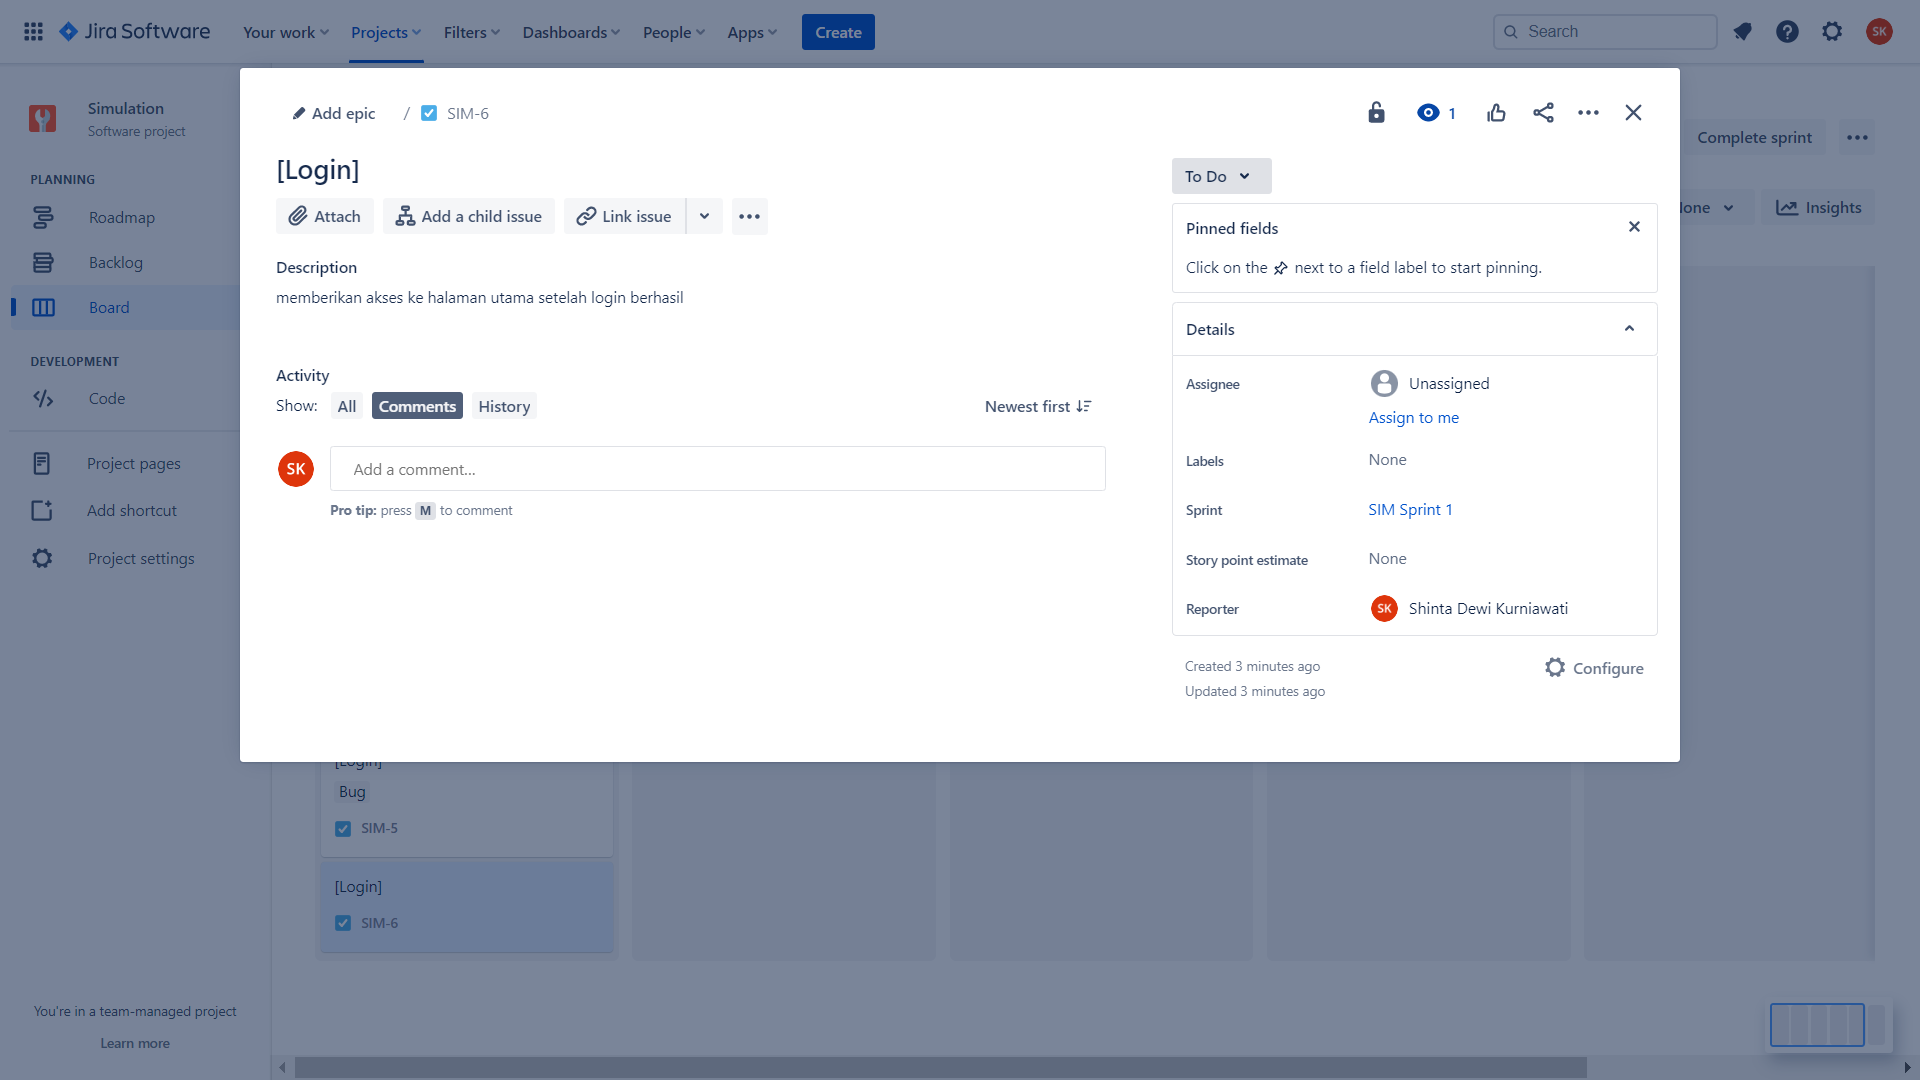 Jira Software
Your work
Projects
Filters
Dashboards
People
Apps
Create
Search
SK
Simulation
Software project
PLANNING
Roadmap
Backlog
Board
DEVELOPMENT
Code
Project pages
Add shortcut
Project settings
You're in a team-managed project
Learn more
Complete sprint
Insights
Add epic / SIM-6
1
[Login]
Attach
Add a child issue
Link issue
Description
memberikan akses ke halaman utama setelah login berhasil
Activity
Show: All Comments History
Newest first
SK
Add a comment...
Pro tip: press M to comment
To Do
Pinned fields
Click on the next to a field label to start pinning.
Details
Assignee
Unassigned
Assign to me
Labels
None
Sprint
SIM Sprint 1
Story point estimate
None
Reporter
SK Shinta Dewi Kurniawati
Created 3 minutes ago
Updated 3 minutes ago
Configure
[Login]
Bug
SIM-5
[Login]
SIM-6